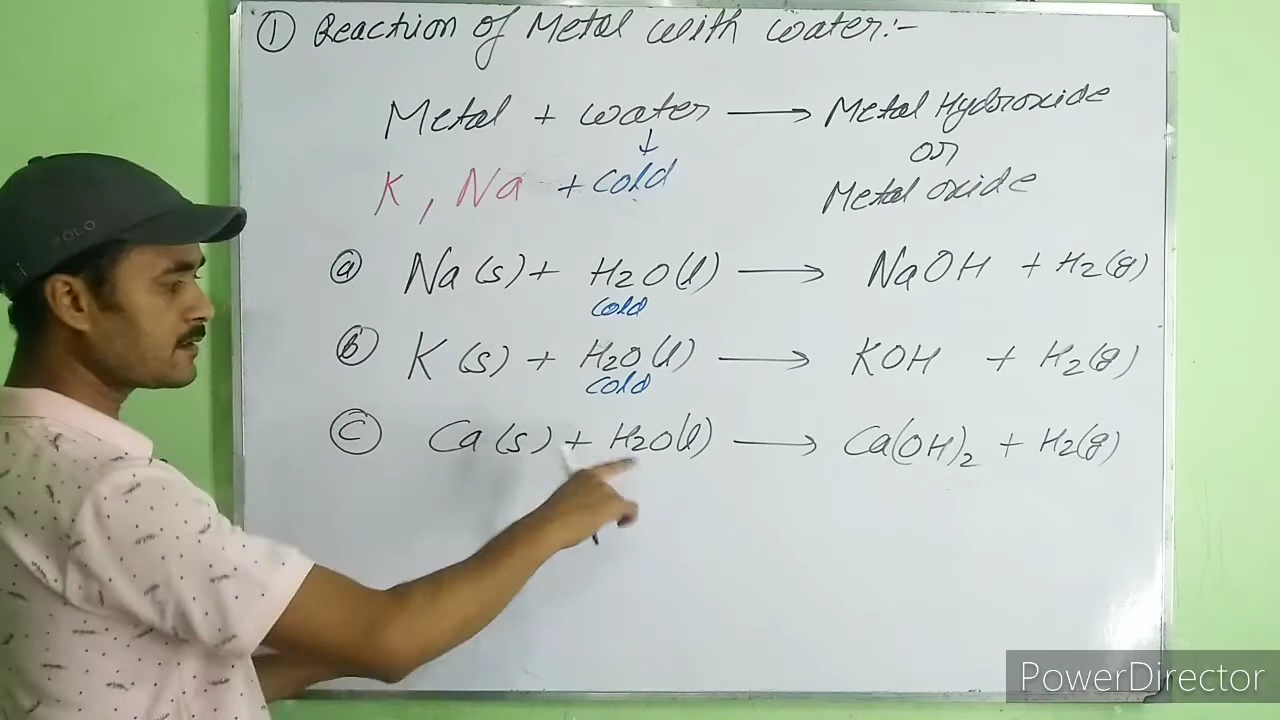 ① Reaction of Metal with water:-
Metal + water ⟶ Metal Hydroxide
↓ or
K, Na + cold Metal oxide
ⓐ Na(s) + H2O(l) ⟶ NaOH + H2(g)
cold
ⓑ K(s) + H2O(l) ⟶ KOH + H2(g)
cold
ⓒ Ca(s) + H2O(l) ⟶ Ca(OH)2 + H2(g)
POLO
PowerDirector